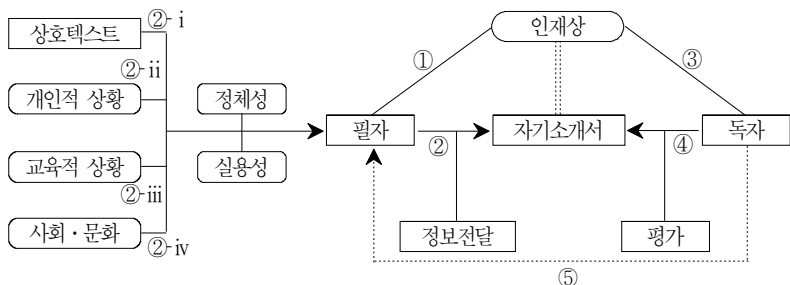 ②-ⅰ
상호텍스트
인재상
①
③
②-ⅱ
개인적 상황
정체성
필자
②
자기소개서
④
독자
교육적 상황
실용성
②-ⅲ
사회·문화
②-ⅳ
정보전달
평가
⑤